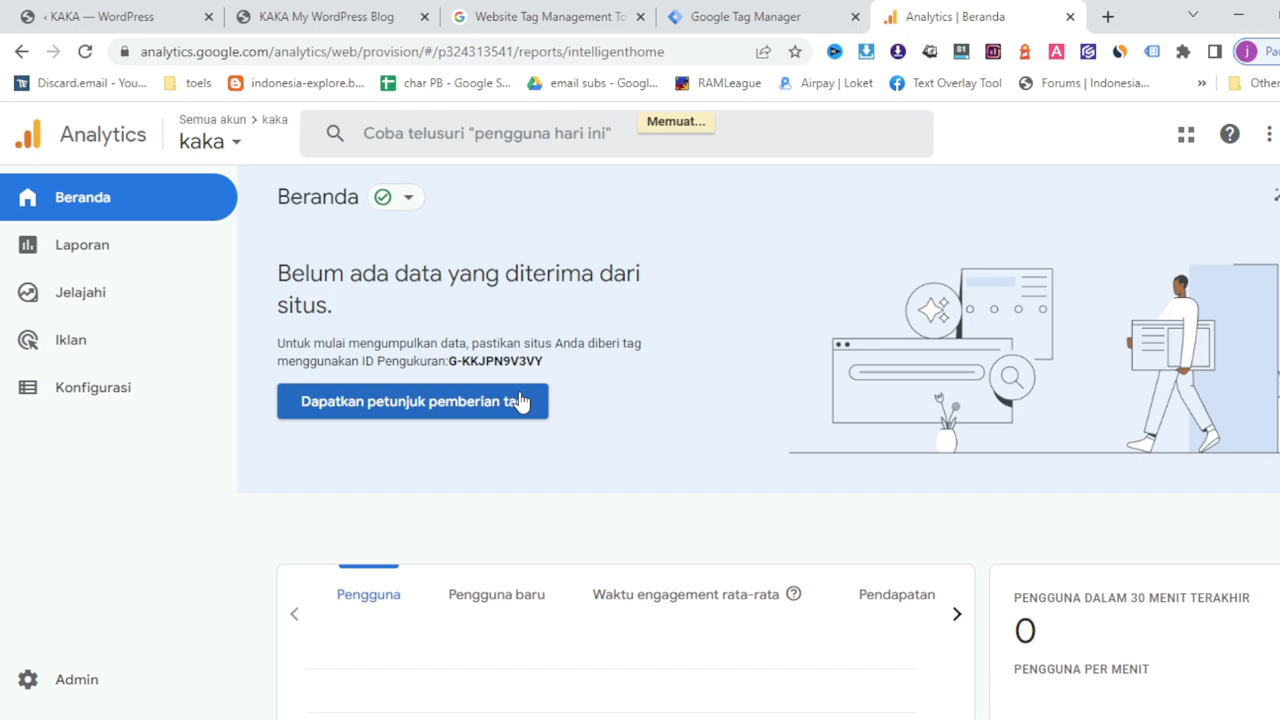 ‹ KAKA — WordPress
KAKA My WordPress Blog
Website Tag Management To
Google Tag Manager
Analytics | Beranda
analytics.google.com/analytics/web/provision/#/p324313541/reports/intelligenthome
81
j
Discard.email - You...
toels
indonesia-explore.b...
char PB - Google S...
email subs - Googl...
RAMLeague
Airpay | Loket
Text Overlay Tool
Forums | Indonesia...
»
Other
Analytics
Semua akun > kaka
kaka
Coba telusuri "pengguna hari ini"
Memuat...
Beranda
Laporan
Jelajahi
Iklan
Konfigurasi
Admin
Beranda
Belum ada data yang diterima dari
situs.
Untuk mulai mengumpulkan data, pastikan situs Anda diberi tag
menggunakan ID Pengukuran:G-KKJPN9V3VY
Dapatkan petunjuk pemberian
Pengguna
Pengguna baru
Waktu engagement rata-rata
Pendapatan
PENGGUNA DALAM 30 MENIT TERAKHIR
0
PENGGUNA PER MENIT